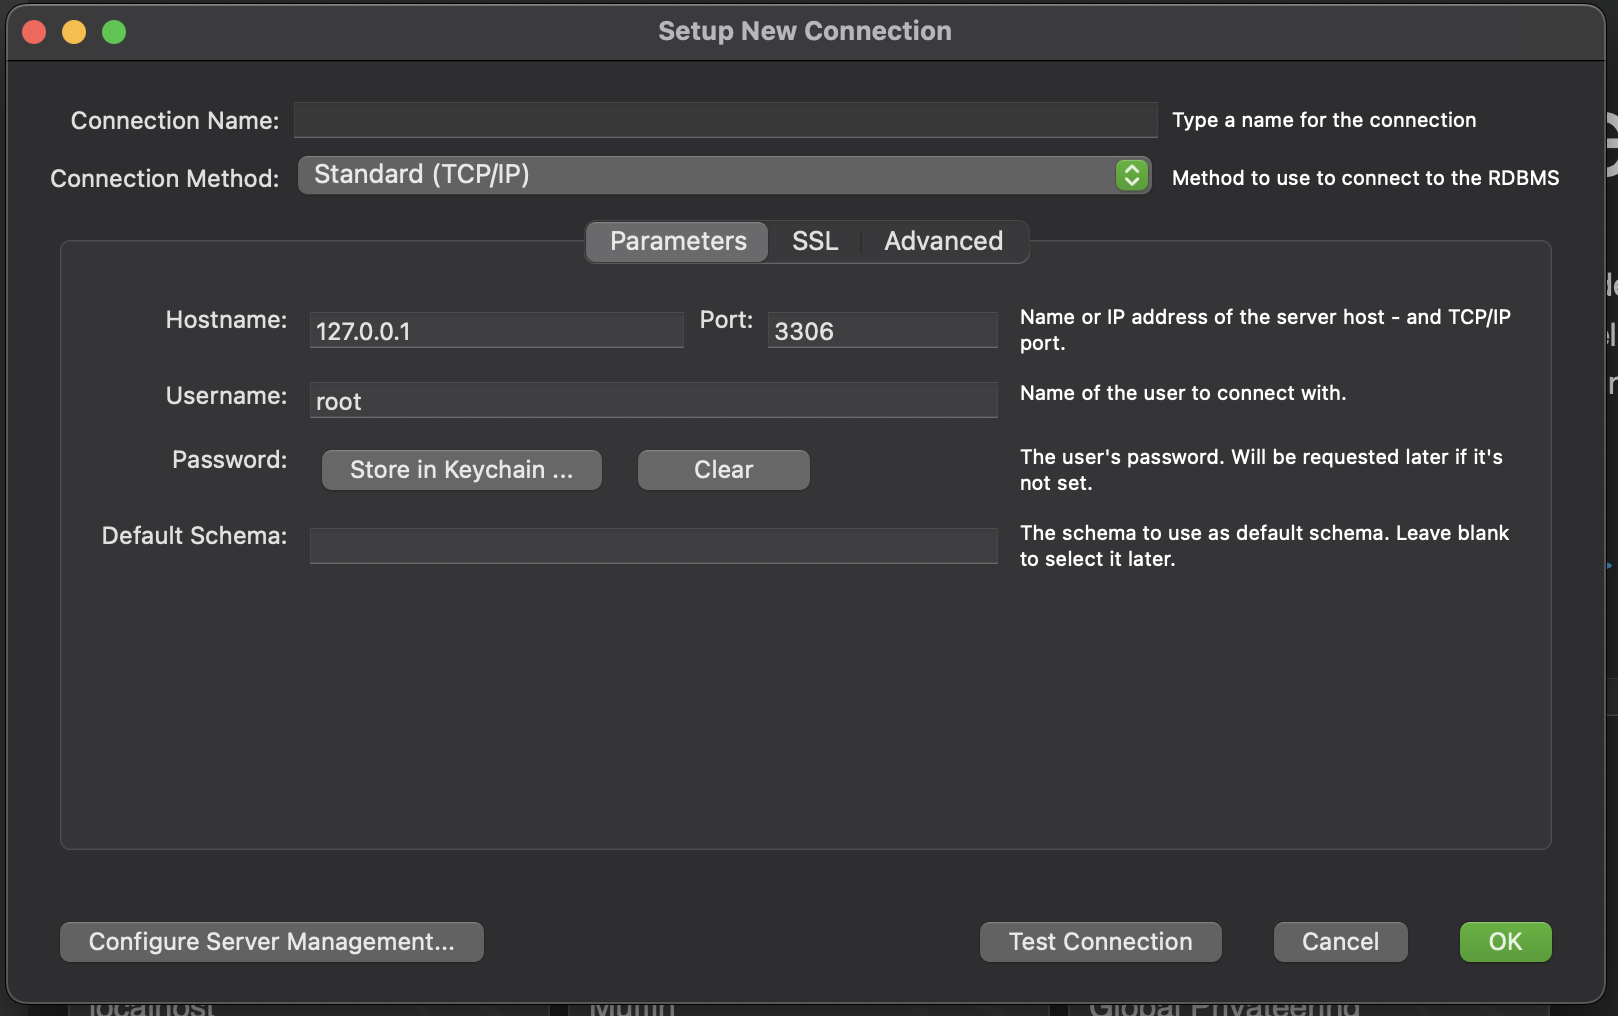 Setup New Connection
Connection Name:
Type a name for the connection
Connection Method: Standard (TCP/IP)
Method to use to connect to the RDBMS
Parameters SSL Advanced
Hostname: 127.0.0.1 Port: 3306
Name or IP address of the server host - and TCP/IP
port.
Username: root
Name of the user to connect with.
Password: Store in Keychain ... Clear
The user's password. Will be requested later if it's
not set.
Default Schema:
The schema to use as default schema. Leave blank
to select it later.
Configure Server Management... Test Connection Cancel OK
localhost Muffin Global Privateering